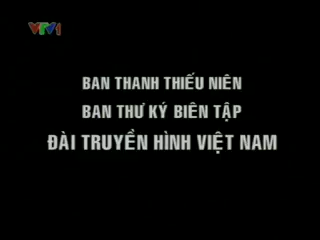 VTV1
BAN THANH THIẾU NIÊN
BAN THƯ KÝ BIÊN TẬP
ĐÀI TRUYỀN HÌNH VIỆT NAM